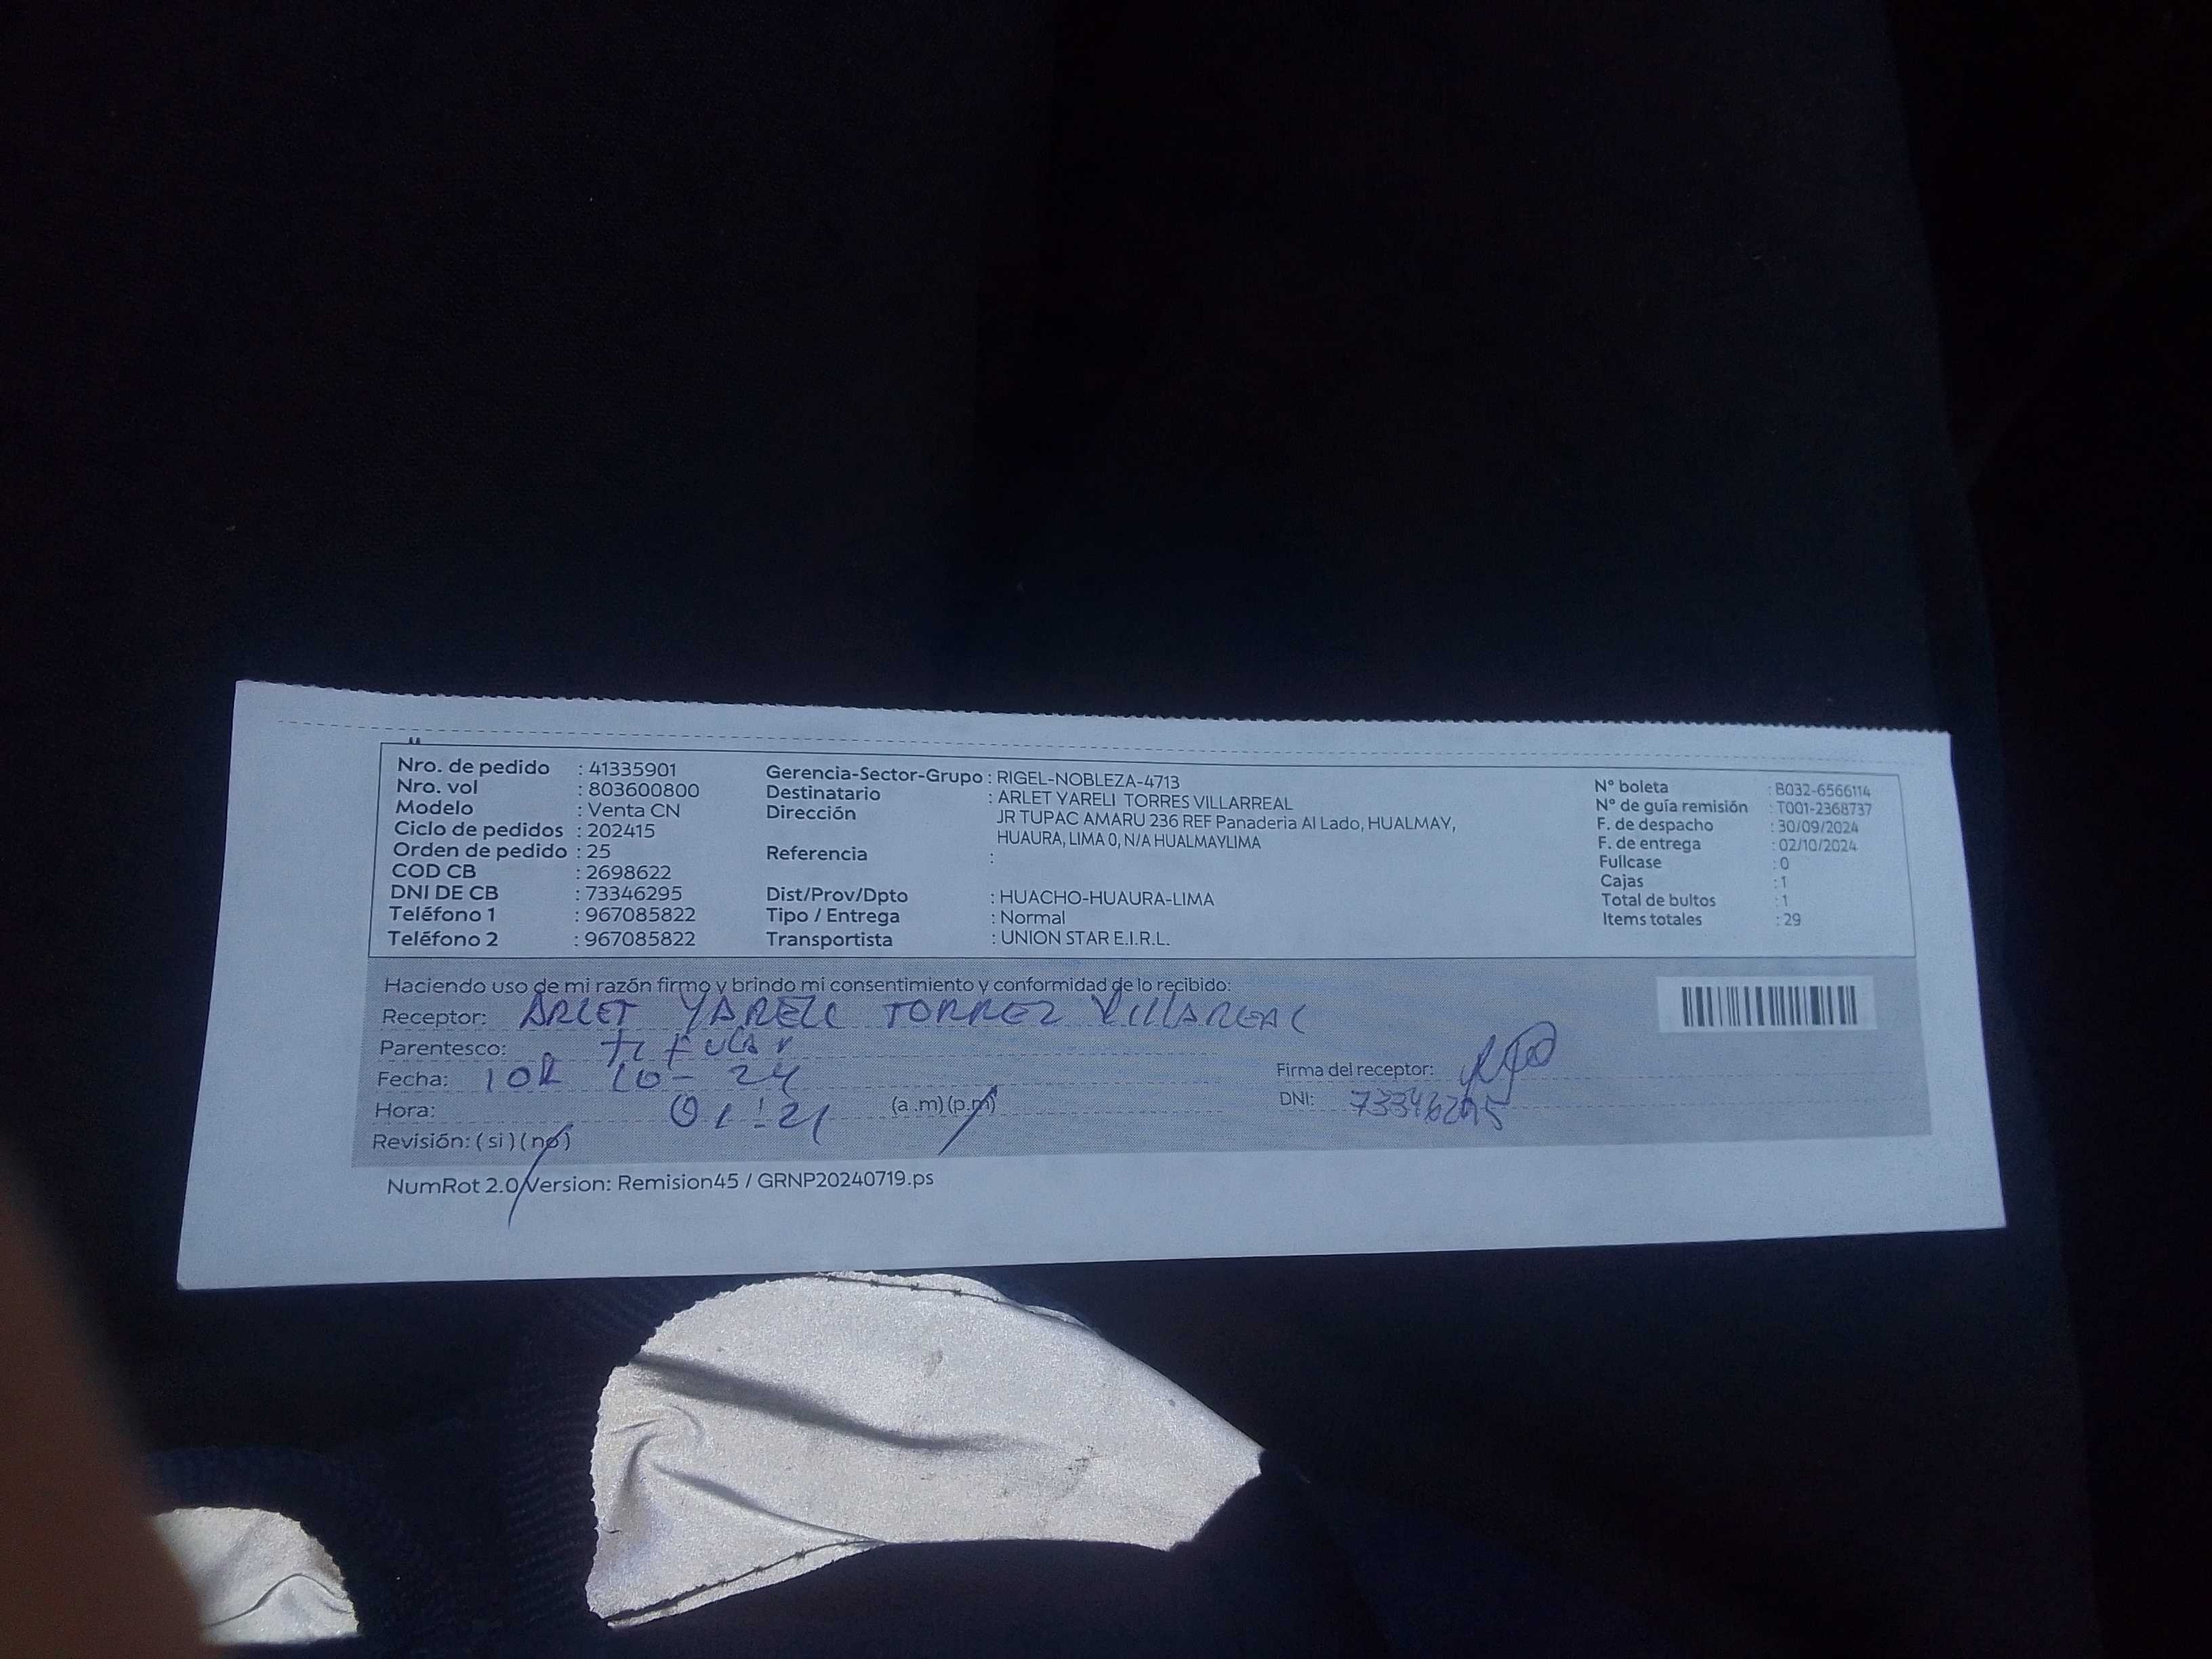 Nro. de pedido : 41335901
Nro. vol : 803600800
Modelo : Venta CN
Ciclo de pedidos : 202415
Orden de pedido : 25
COD CB : 2698622
DNI DE CB : 73346295
Teléfono 1 : 967085822
Teléfono 2 : 967085822
Gerencia-Sector-Grupo : RIGEL-NOBLEZA-4713
Destinatario : ARLET YARELI TORRES VILLARREAL
Dirección JR TUPAC AMARU 236 REF Panaderia Al Lado, HUALMAY,
HUAURA, LIMA 0, N/A HUALMAYLIMA
Referencia :
Dist/Prov/Dpto : HUACHO-HUAURA-LIMA
Tipo / Entrega : Normal
Transportista : UNION STAR E.I.R.L.
N° boleta : B032-6566114
N° de guía remisión : T001-2368737
F. de despacho : 30/09/2024
F. de entrega : 02/10/2024
Fullcase : 0
Cajas : 1
Total de bultos : 1
Items totales : 29
Haciendo uso de mi razón firmo y brindo mi consentimiento y conformidad de lo recibido:
Receptor: ARLET YARELI TORREZ VILLAREAL
Parentesco: titular
Fecha: 10-24
Hora: 01:21 (a .m) (p.m)
Revisión: ( si ) ( no )
Firma del receptor:
DNI: 73346295
NumRot 2.0 Version: Remision45 / GRNP20240719.ps